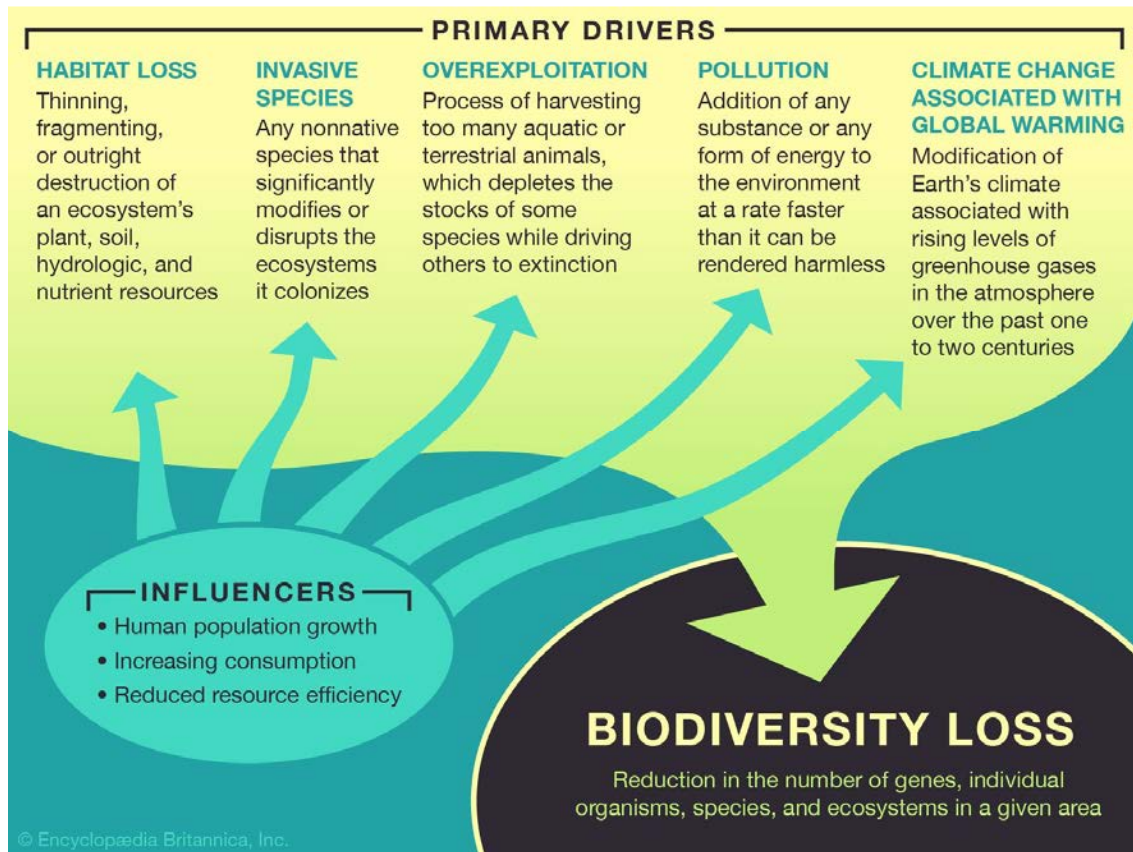 PRIMARY DRIVERS
HABITAT LOSS
Thinning,
fragmenting,
or outright
destruction of
an ecosystem's
plant, soil,
hydrologic, and
nutrient resources
INVASIVE
SPECIES
Any nonnative
species that
significantly
modifies or
disrupts the
ecosystems
it colonizes
OVEREXPLOITATION
Process of harvesting
too many aquatic or
terrestrial animals,
which depletes the
stocks of some
species while driving
others to extinction
POLLUTION
Addition of any
substance or any
form of energy to
the environment
at a rate faster
than it can be
rendered harmless
CLIMATE CHANGE
ASSOCIATED WITH
GLOBAL WARMING
Modification of
Earth's climate
associated with
rising levels of
greenhouse gases
in the atmosphere
over the past one
to two centuries
INFLUENCERS
• Human population growth
• Increasing consumption
• Reduced resource efficiency
BIODIVERSITY LOSS
Reduction in the number of genes, individual
organisms, species, and ecosystems in a given area
© Encyclopædia Britannica, Inc.